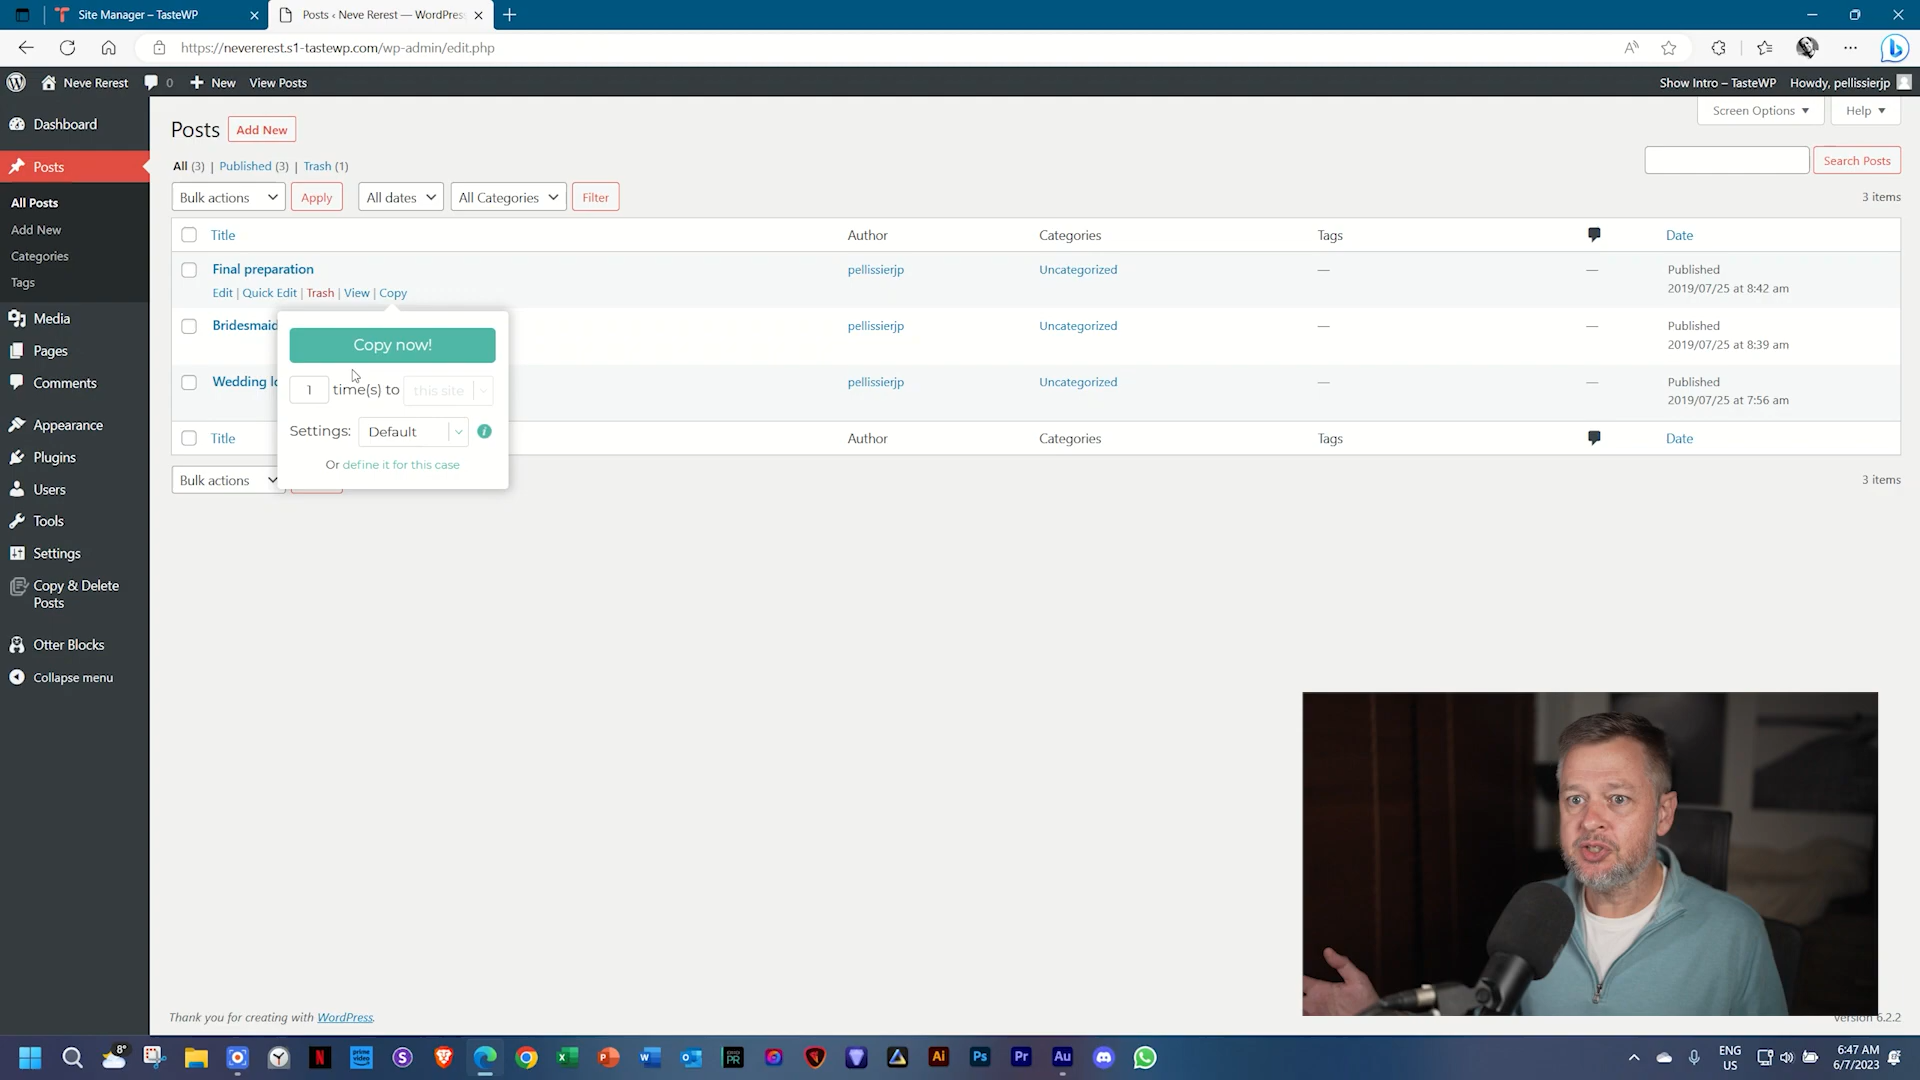 Site Manager – TasteWP
Posts ‹ Neve Rerest — WordPress
https://nevererest.s1-tastewp.com/wp-admin/edit.php
Neve Rerest
0
New
View Posts
Show Intro – TasteWP
Howdy, pellissierjp
Dashboard
Posts
All Posts
Add New
Categories
Tags
Media
Pages
Comments
Appearance
Plugins
Users
Tools
Settings
Copy & Delete
Posts
Otter Blocks
Collapse menu
Posts
Add New
Screen Options
Help
All (3) | Published (3) | Trash (1)
Search Posts
Bulk actions
Apply
All dates
All Categories
Filter
3 items
Title
Author
Categories
Tags
Date
Final preparation
pellissierjp
Uncategorized
—
—
Published
2019/07/25 at 8:42 am
Edit | Quick Edit | Trash | View | Copy
Bridesmaid
pellissierjp
Uncategorized
—
—
Published
2019/07/25 at 8:39 am
Wedding
pellissierjp
Uncategorized
—
—
Published
2019/07/25 at 7:56 am
Copy now!
1 time(s) to this site
Settings: Default
Or define it for this case
Title
Author
Categories
Tags
Date
Bulk actions
3 items
Thank you for creating with WordPress.
Version 6.2.2
8°
ENG
US
6:47 AM
6/7/2023